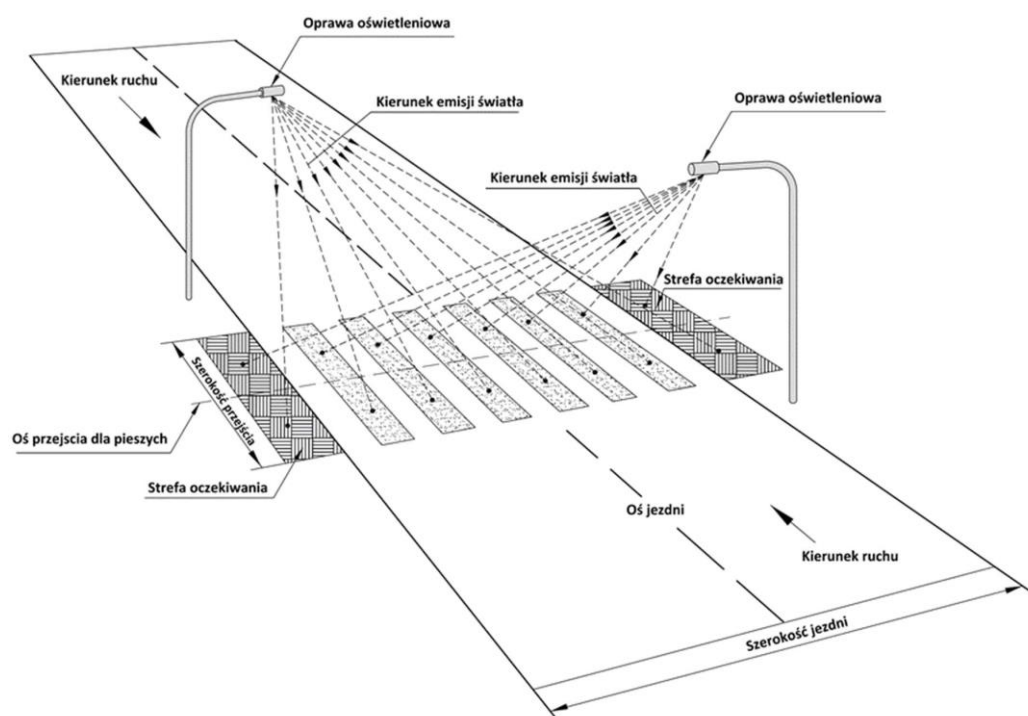 Oprawa oświetleniowa
Kierunek ruchu
Kierunek emisji światła
Oprawa oświetleniowa
Kierunek emisji światła
Strefa oczekiwania
Szerokość przejścia
Oś przejscia dla pieszych
Strefa oczekiwania
Oś jezdni
Kierunek ruchu
Szerokość jezdni